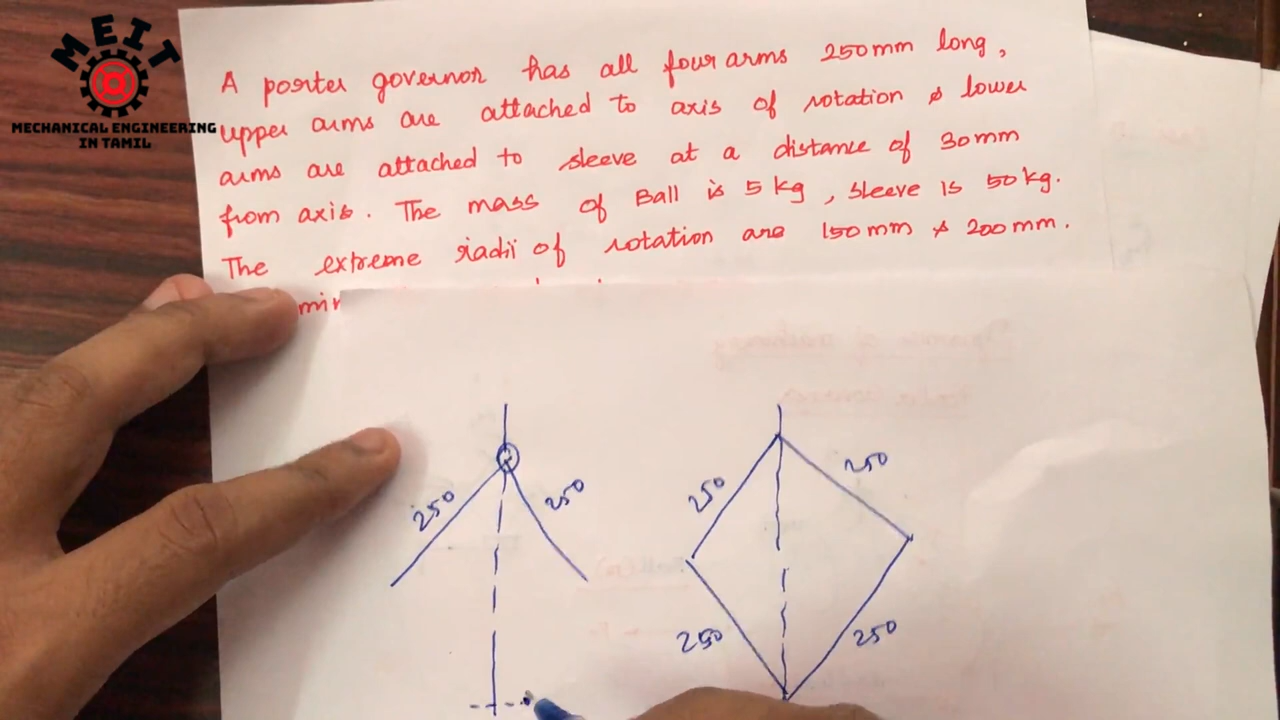 MEIT
MECHANICAL ENGINEERING
IN TAMIL
A porter governor has all four arms 250mm long,
upper arms are attached to axis of rotation & lower
arms are attached to sleeve at a distance of 30mm
from axis. The mass of Ball is 5 kg, sleeve is 50kg.
The extreme radii of rotation are 150mm & 200mm.
250
250
250
250
250
250